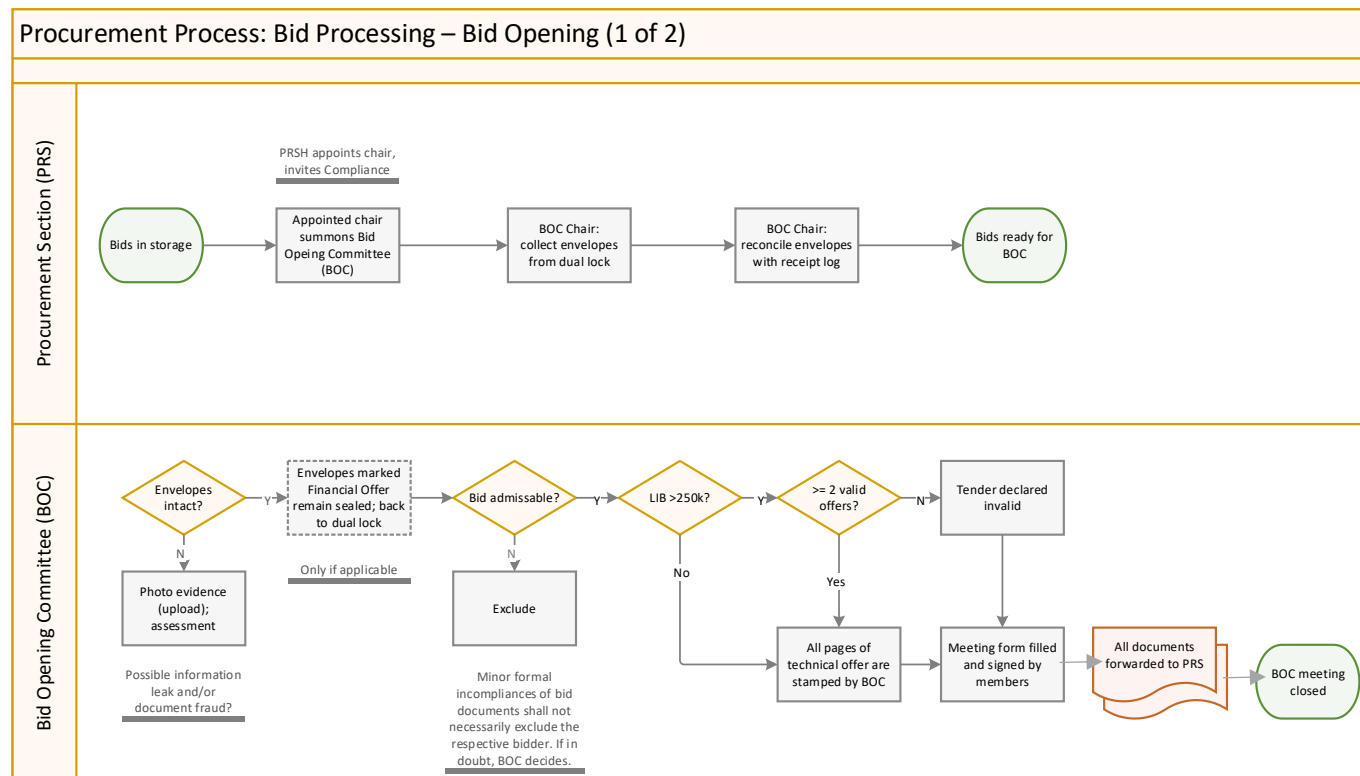 Procurement Process: Bid Processing – Bid Opening (1 of 2)
Procurement Section (PRS)
PRSH appoints chair,
invites Compliance
Bids in storage
Appointed chair
summons Bid
Opeing Committee
(BOC)
BOC Chair:
collect envelopes
from dual lock
BOC Chair:
reconcile envelopes
with receipt log
Bids ready for
BOC
Bid Opening Committee (BOC)
Envelopes
intact?
Y
Envelopes marked
Financial Offer
remain sealed; back
to dual lock
Bid admissable?
Y
LIB >250k?
Y
>= 2 valid
offers?
N
Tender declared
invalid
N
Only if applicable
N
No
Yes
Photo evidence
(upload);
assessment
Exclude
All pages of
technical offer are
stamped by BOC
Meeting form filled
and signed by
members
All documents
forwarded to PRS
BOC meeting
closed
Possible information
leak and/or
document fraud?
Minor formal
incompliances of bid
documents shall not
necessarily exclude the
respective bidder. If in
doubt, BOC decides.